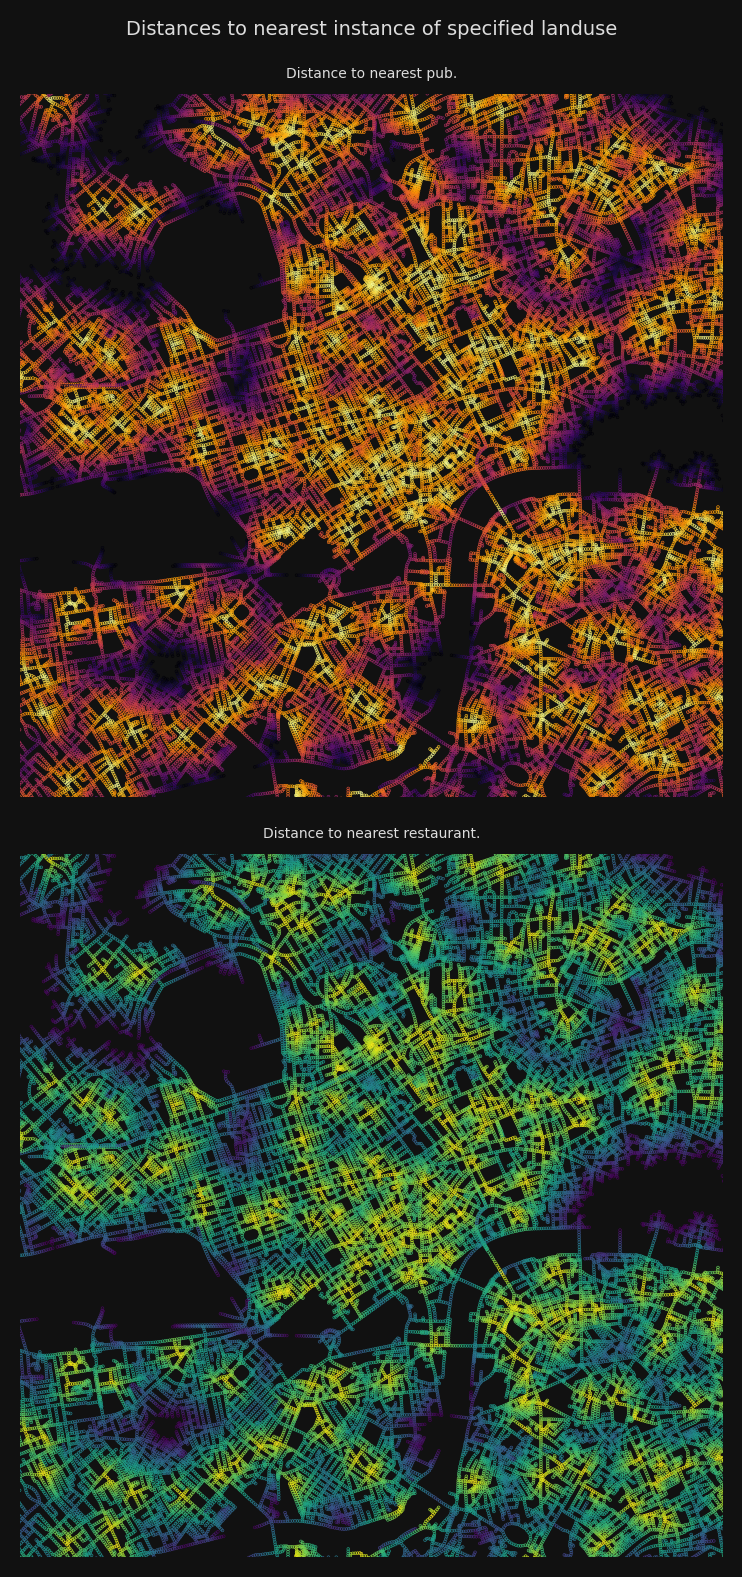 Distances to nearest instance of specified landuse
Distance to nearest pub.
Distance to nearest restaurant.